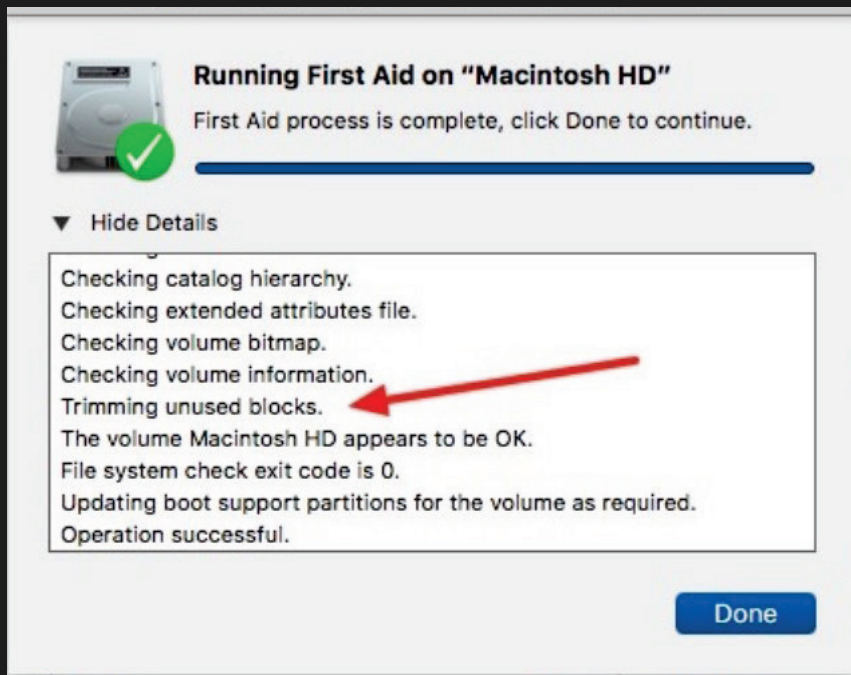 Running First Aid on “Macintosh HD”
First Aid process is complete, click Done to continue.
Hide Details
Checking catalog hierarchy.
Checking extended attributes file.
Checking volume bitmap.
Checking volume information.
Trimming unused blocks.
The volume Macintosh HD appears to be OK.
File system check exit code is 0.
Updating boot support partitions for the volume as required.
Operation successful.
Done